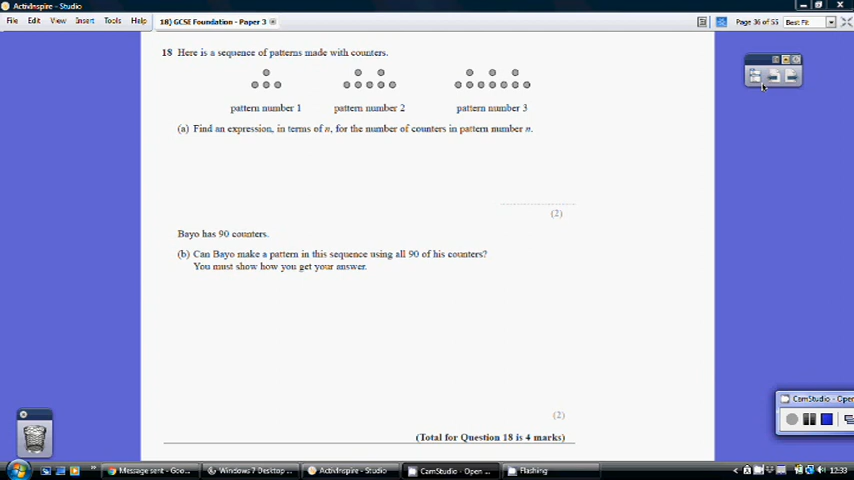 ActivInspire - Studio
File Edit View Insert Tools Help
18) GCSE Foundation - Paper 3
Page 36 of 55 Best Fit
18 Here is a sequence of patterns made with counters.
pattern number 1 pattern number 2 pattern number 3
(a) Find an expression, in terms of n, for the number of counters in pattern number n.
(2)
Bayo has 90 counters.
(b) Can Bayo make a pattern in this sequence using all 90 of his counters?
You must show how you get your answer.
(2)
(Total for Question 18 is 4 marks)
CamStudio - Open
Message sent - Goo...
Windows 7 Desktop ...
ActivInspire - Studio
CamStudio - Open ...
Flashing
12:33